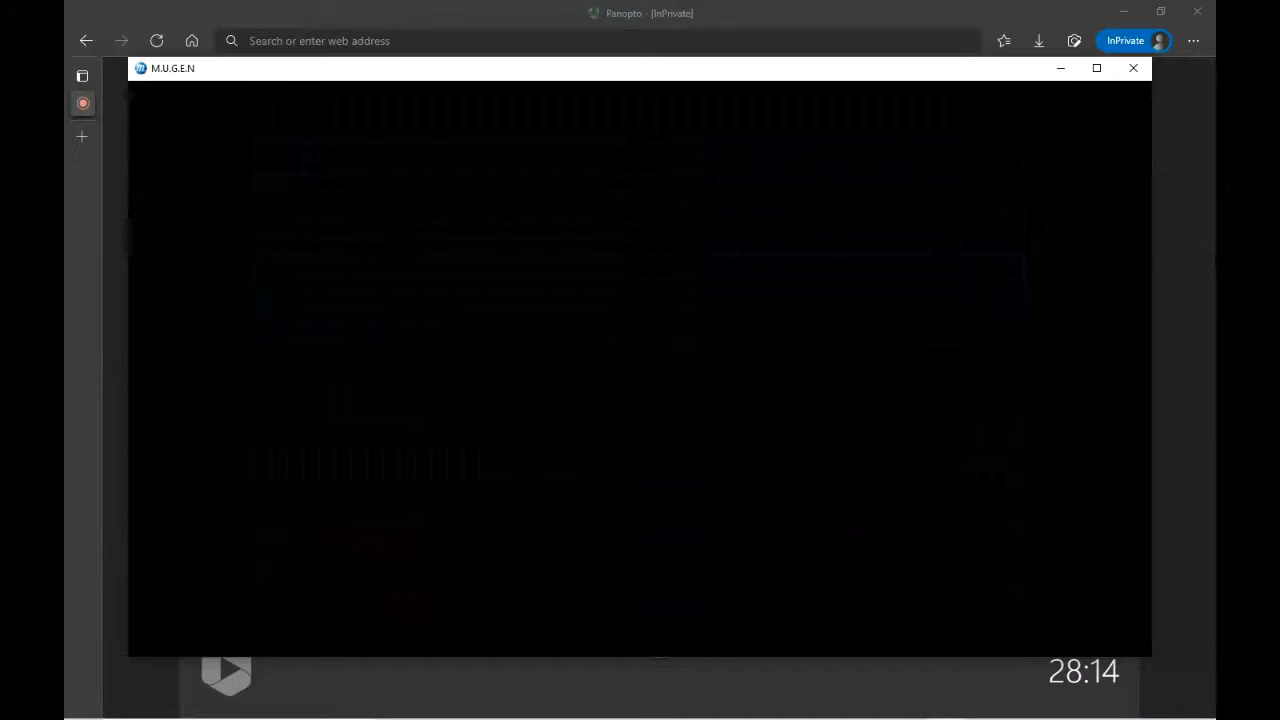 Panopto - [InPrivate]
Search or enter web address
InPrivate
M.U.G.E.N
28:14